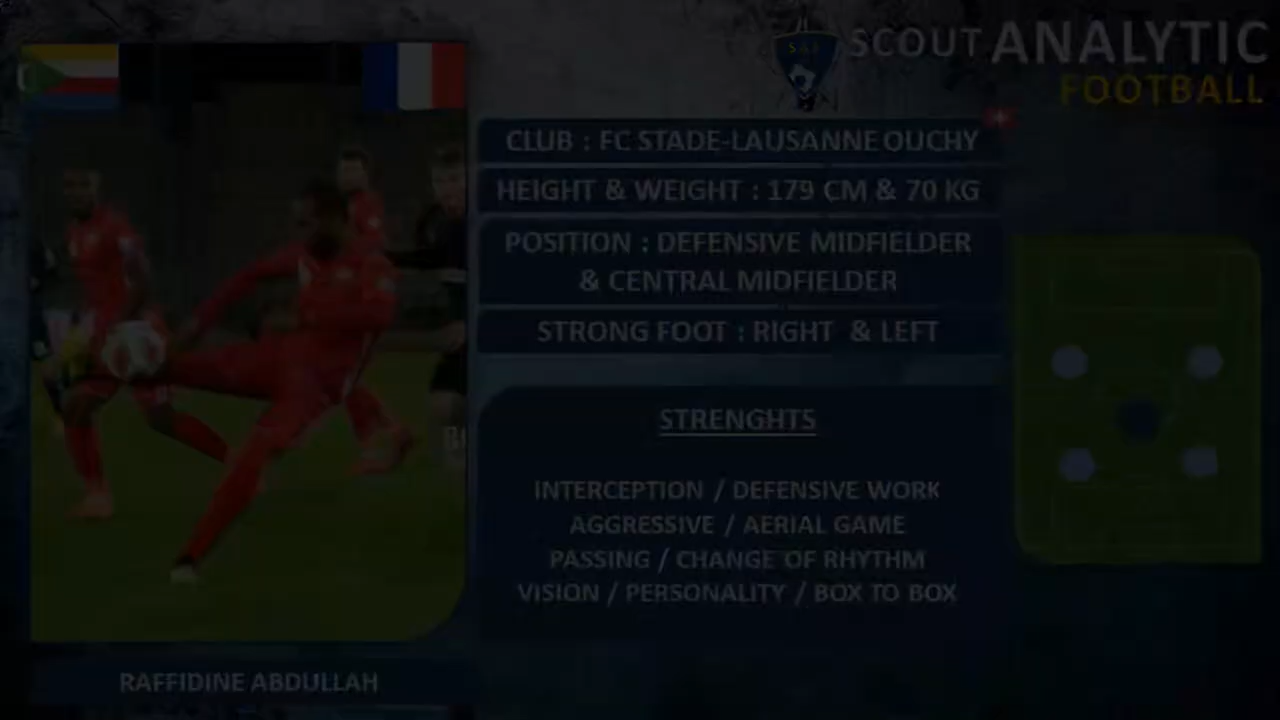 SCOUT ANALYTIC
FOOTBALL
CLUB : FC STADE-LAUSANNE OUCHY
HEIGHT & WEIGHT : 179 CM & 70 KG
POSITION : DEFENSIVE MIDFIELDER
& CENTRAL MIDFIELDER
STRONG FOOT : RIGHT & LEFT
STRENGHTS
INTERCEPTION / DEFENSIVE WORK
AGGRESSIVE / AERIAL GAME
PASSING / CHANGE OF RHYTHM
VISION / PERSONALITY / BOX TO BOX
RAFFIDINE ABDULLAH